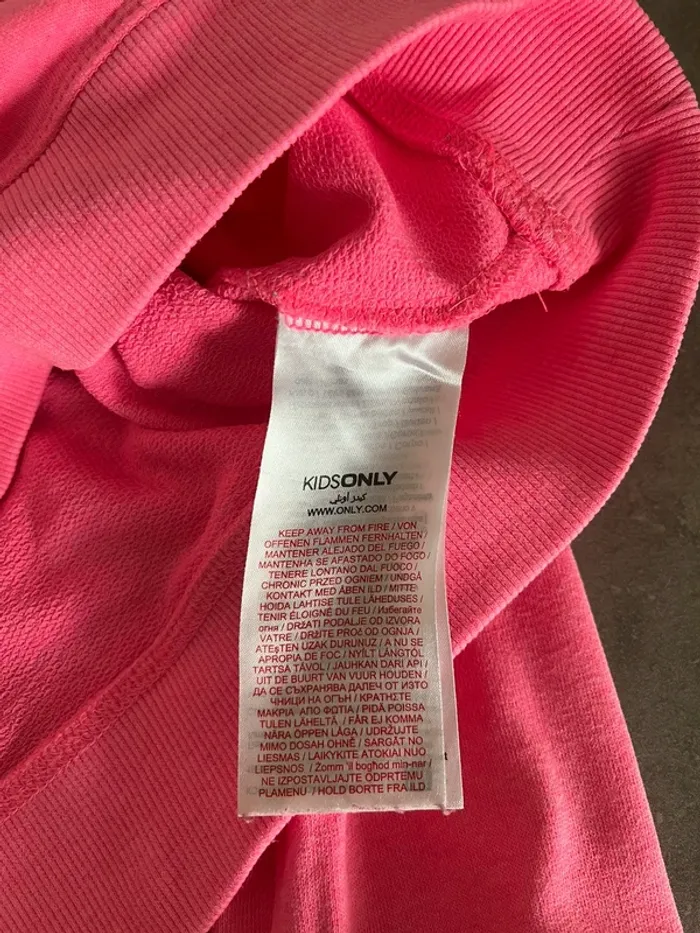 KIDSONLY
كيدز أونلي
WWW.ONLY.COM
KEEP AWAY FROM FIRE / VON
OFFENEN FLAMMEN FERNHALTEN /
MANTENER ALEJADO DEL FUEGO /
MANTENHA SE AFASTADO DO FOGO /
TENERE LONTANO DAL FUOCO /
CHRONIC PRZED OGNIEM / UNDGÅ
KONTAKT MED ÅBEN ILD / MITTE
HOIDA LAHTISE TULE LÄHEDUSES /
TENIR ÉLOIGNÉ DU FEU / Избегайте
огня / DRŽATI PODALJE OD IZVORA
VATRE / DRŽITE PROČ OD OGNJA /
ATEŞTEN UZAK DURUNUZ / A NU SE
APROPIA DE FOC / NYÍLT LÁNGTÓL
TARTSA TÁVOL / JAUHKAN DARI API /
UIT DE BUURT VAN VUUR HOUDEN /
ДА СЕ СЪХРАНЯВА ДАЛЕЧ ОТ ИЗТО
ЧНИЦИ НА ОГЪН / ΚΡΑΤΗΣΤΕ
ΜΑΚΡΙΑ ΑΠΟ ΦΩΤΙΑ / PIDÄ POISSA
TULEN LÄHELTÄ / FÅR EJ KOMMA
NÄRA ÖPPEN LÅGA / UDRŽUJTE
MIMO DOSAH OHNĚ / SARGĀT NO
LIESMAS / LAIKYKITE ATOKIAI NUO
LIEPSNOS / Żomm 'il bogħod min-nar /
NE IZPOSTAVLJAJTE ODPRTEMU
PLAMENU / HOLD BORTE FRA ILD